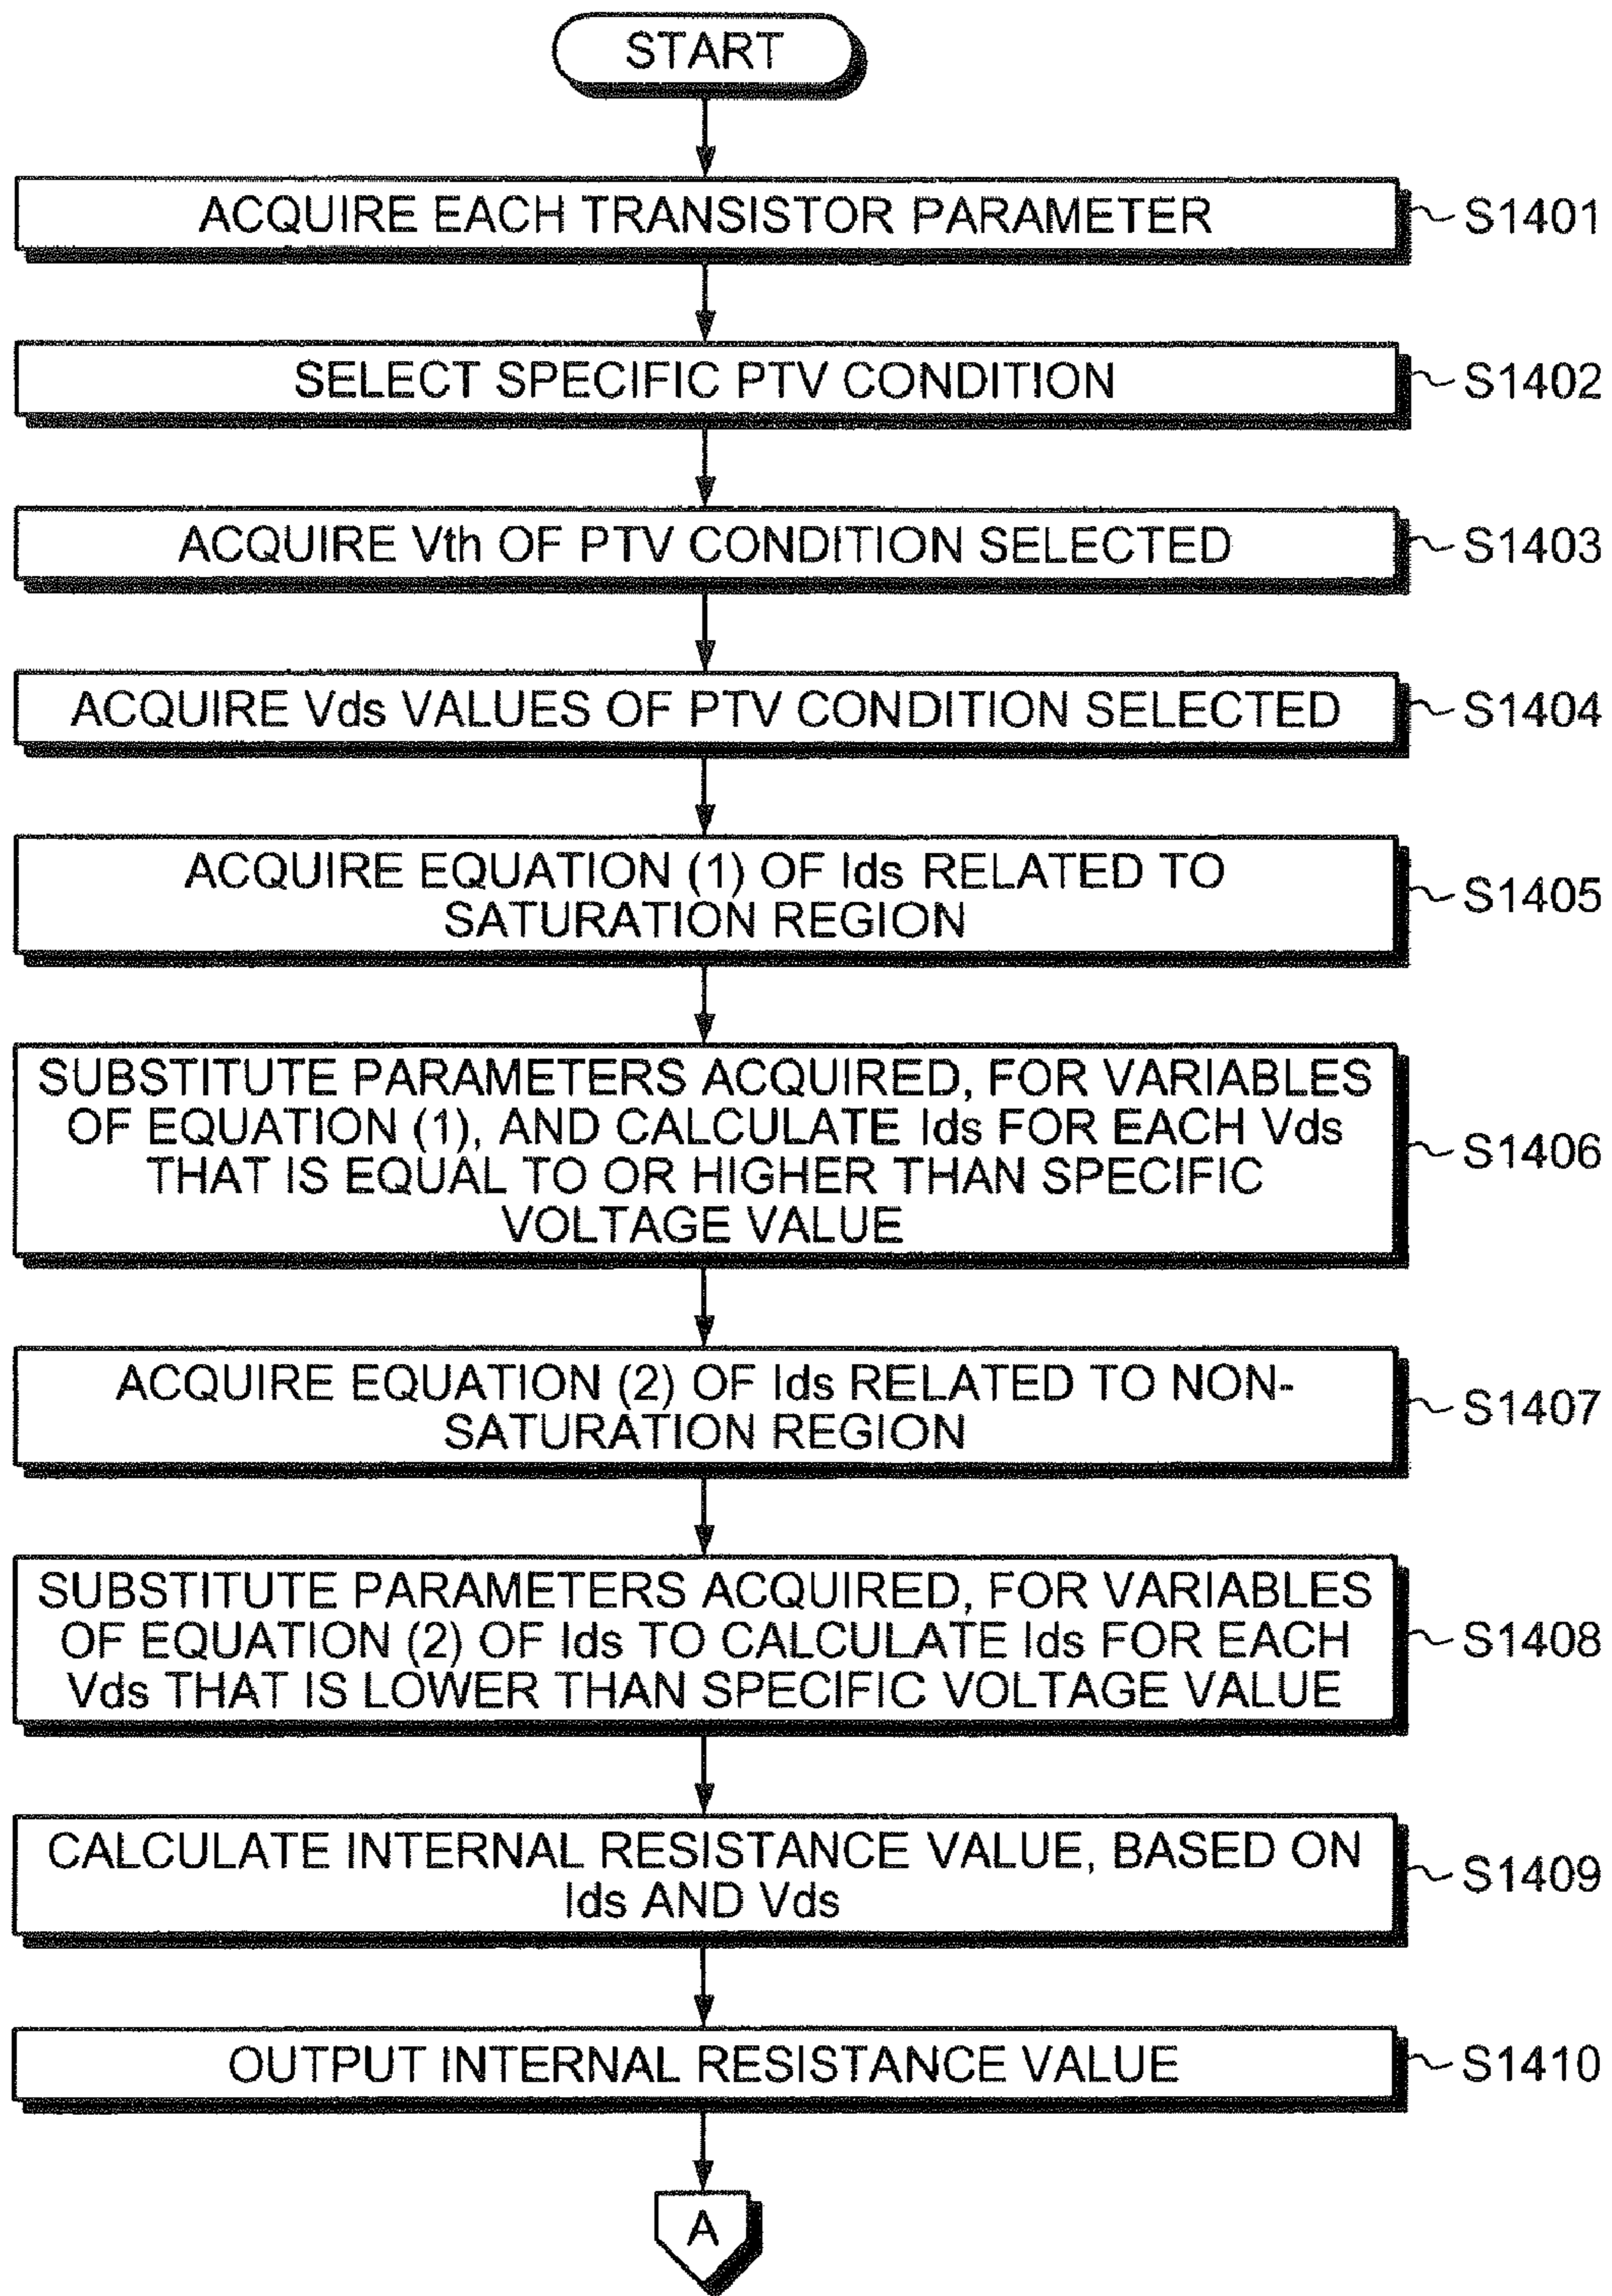 START
ACQUIRE EACH TRANSISTOR PARAMETER
S1401
SELECT SPECIFIC PTV CONDITION
S1402
ACQUIRE Vth OF PTV CONDITION SELECTED
S1403
ACQUIRE Vds VALUES OF PTV CONDITION SELECTED
S1404
ACQUIRE EQUATION (1) OF Ids RELATED TO
SATURATION REGION
S1405
SUBSTITUTE PARAMETERS ACQUIRED, FOR VARIABLES
OF EQUATION (1), AND CALCULATE Ids FOR EACH Vds
THAT IS EQUAL TO OR HIGHER THAN SPECIFIC
VOLTAGE VALUE
S1406
ACQUIRE EQUATION (2) OF Ids RELATED TO NON-
SATURATION REGION
S1407
SUBSTITUTE PARAMETERS ACQUIRED, FOR VARIABLES
OF EQUATION (2) OF Ids TO CALCULATE Ids FOR EACH
Vds THAT IS LOWER THAN SPECIFIC VOLTAGE VALUE
S1408
CALCULATE INTERNAL RESISTANCE VALUE, BASED ON
Ids AND Vds
S1409
OUTPUT INTERNAL RESISTANCE VALUE
S1410
A